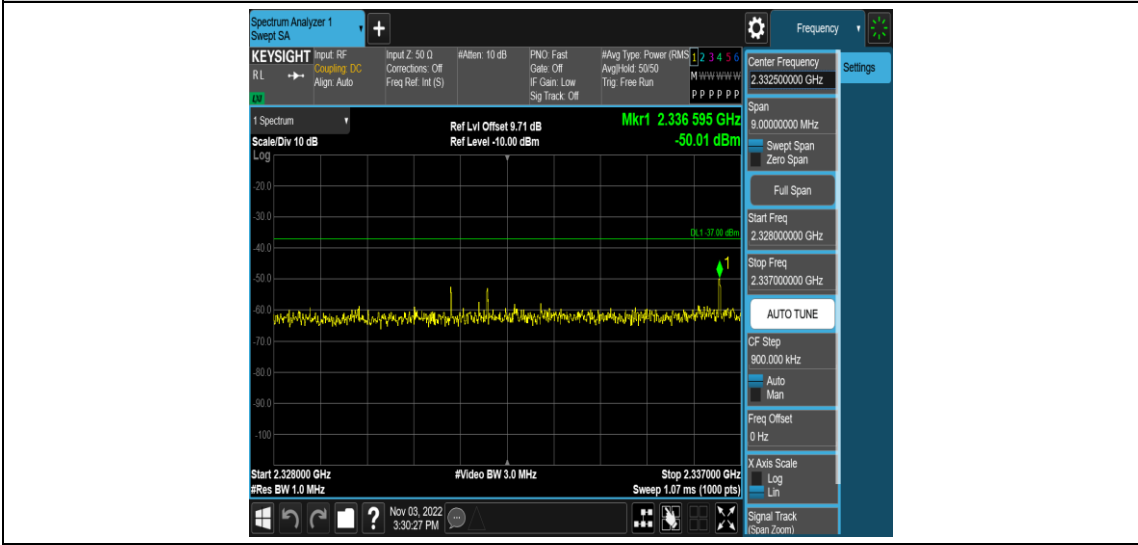 Spectrum Analyzer 1
Swept SA
Frequency
KEYSIGHT
RL
LXI
Input: RF
Coupling: DC
Align: Auto
Input Z: 50 Ω
Corrections: Off
Freq Ref: Int (S)
#Atten: 10 dB
PNO: Fast
Gate: Off
IF Gain: Low
Sig Track: Off
#Avg Type: Power (RMS
Avg|Hold: 50/50
Trig: Free Run
1 2 3 4 5 6
M W W W W W
P P P P P P
1 Spectrum
Scale/Div 10 dB
Log
Ref Lvl Offset 9.71 dB
Ref Level -10.00 dBm
Mkr1 2.336 595 GHz
-50.01 dBm
-20.0
-30.0
DL1 -37.00 dBm
-40.0
1
-50.0
-60.0
-70.0
-80.0
-90.0
-100
Start 2.328000 GHz
#Video BW 3.0 MHz
Stop 2.337000 GHz
#Res BW 1.0 MHz
Sweep 1.07 ms (1000 pts)
?
Nov 03, 2022
3:30:27 PM
Center Frequency
2.332500000 GHz
Settings
Span
9.00000000 MHz
Swept Span
Zero Span
Full Span
Start Freq
2.328000000 GHz
Stop Freq
2.337000000 GHz
AUTO TUNE
CF Step
900.000 kHz
Auto
Man
Freq Offset
0 Hz
X Axis Scale
Log
Lin
Signal Track
(Span Zoom)